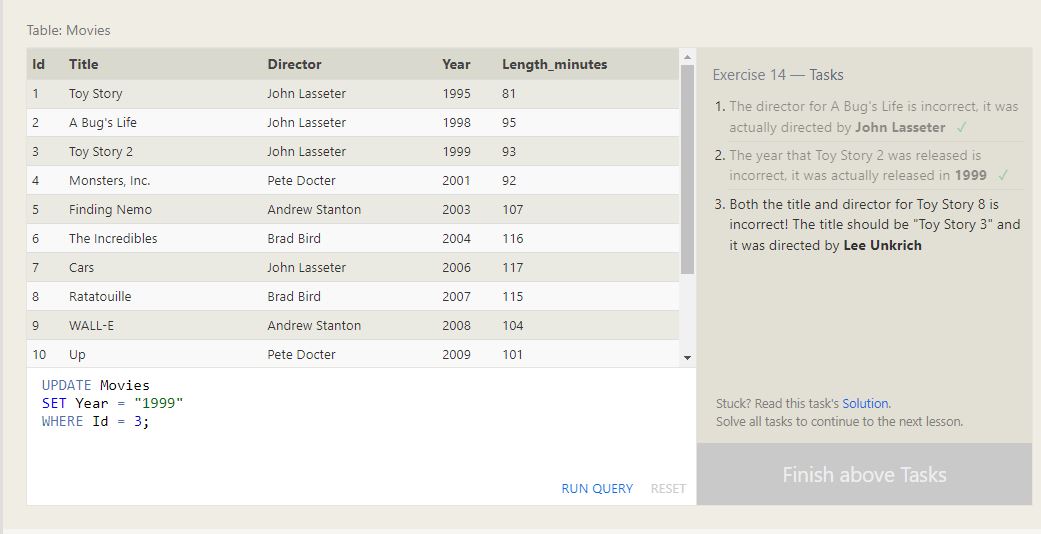 Table: Movies
Id Title Director Year Length_minutes
1 Toy Story John Lasseter 1995 81
2 A Bug's Life John Lasseter 1998 95
3 Toy Story 2 John Lasseter 1999 93
4 Monsters, Inc. Pete Docter 2001 92
5 Finding Nemo Andrew Stanton 2003 107
6 The Incredibles Brad Bird 2004 116
7 Cars John Lasseter 2006 117
8 Ratatouille Brad Bird 2007 115
9 WALL-E Andrew Stanton 2008 104
10 Up Pete Docter 2009 101
UPDATE Movies
SET Year = "1999"
WHERE Id = 3;
RUN QUERY RESET
Exercise 14 — Tasks
1. The director for A Bug's Life is incorrect, it was
actually directed by John Lasseter ✓
2. The year that Toy Story 2 was released is
incorrect, it was actually released in 1999 ✓
3. Both the title and director for Toy Story 8 is
incorrect! The title should be "Toy Story 3" and
it was directed by Lee Unkrich
Stuck? Read this task's Solution.
Solve all tasks to continue to the next lesson.
Finish above Tasks